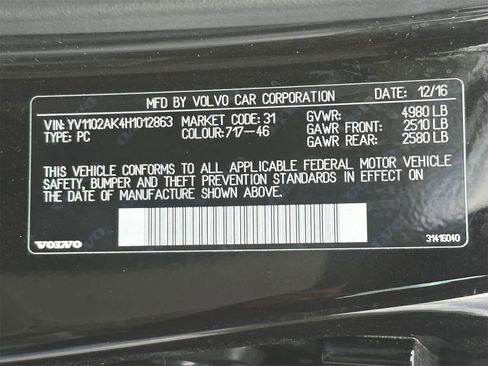 MFD BY VOLVO CAR CORPORATION DATE: 12/16
VIN: YV1102AK4H1012863 MARKET CODE: 31 GVWR: 4980 LB
TYPE: PC COLOUR: 717-46 GAWR FRONT: 2510 LB
GAWR REAR: 2580 LB
THIS VEHICLE CONFORMS TO ALL APPLICABLE FEDERAL MOTOR VEHICLE
SAFETY, BUMPER AND THEFT PREVENTION STANDARDS IN EFFECT ON
THE DATE OF MANUFACTURE SHOWN ABOVE.
VOLVO 31416040